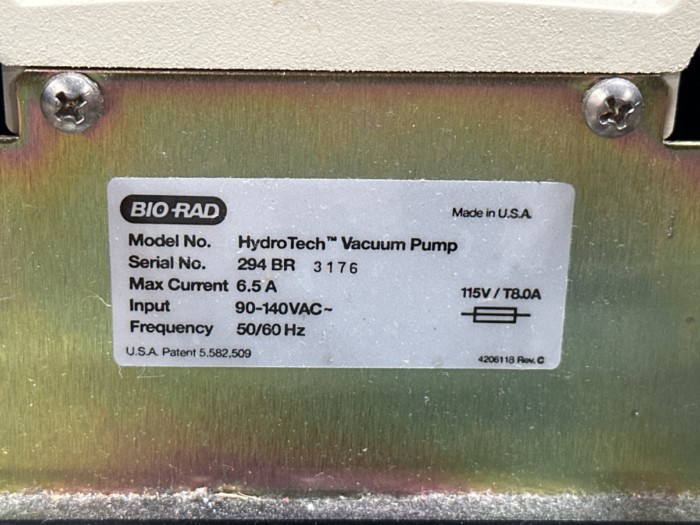 BIO-RAD
Made in U.S.A.
Model No. HydroTech™ Vacuum Pump
Serial No. 294 BR 3176
Max Current 6.5 A
115V / T8.0A
Input 90-140VAC~
Frequency 50/60 Hz
U.S.A. Patent 5,582,509
4206118 Rev. C